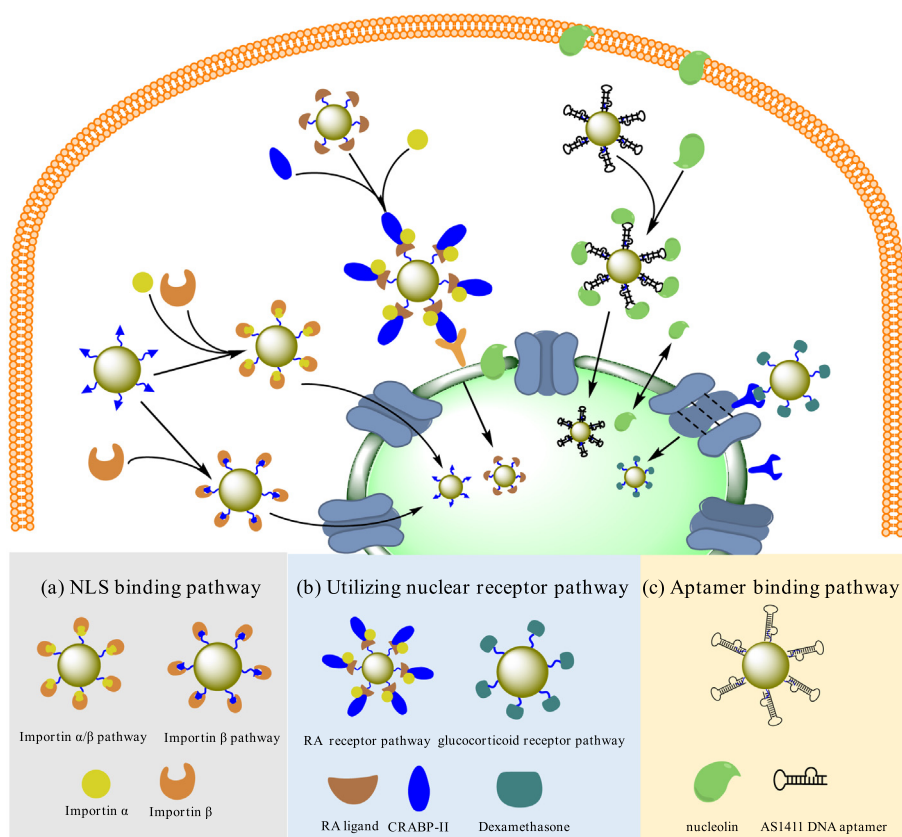 (a) NLS binding pathway
Importin α/β pathway
Importin β pathway
Importin α
Importin β
(b) Utilizing nuclear receptor pathway
RA receptor pathway
glucocorticoid receptor pathway
RA ligand
CRABP-II
Dexamethasone
(c) Aptamer binding pathway
nucleolin
AS1411 DNA aptamer